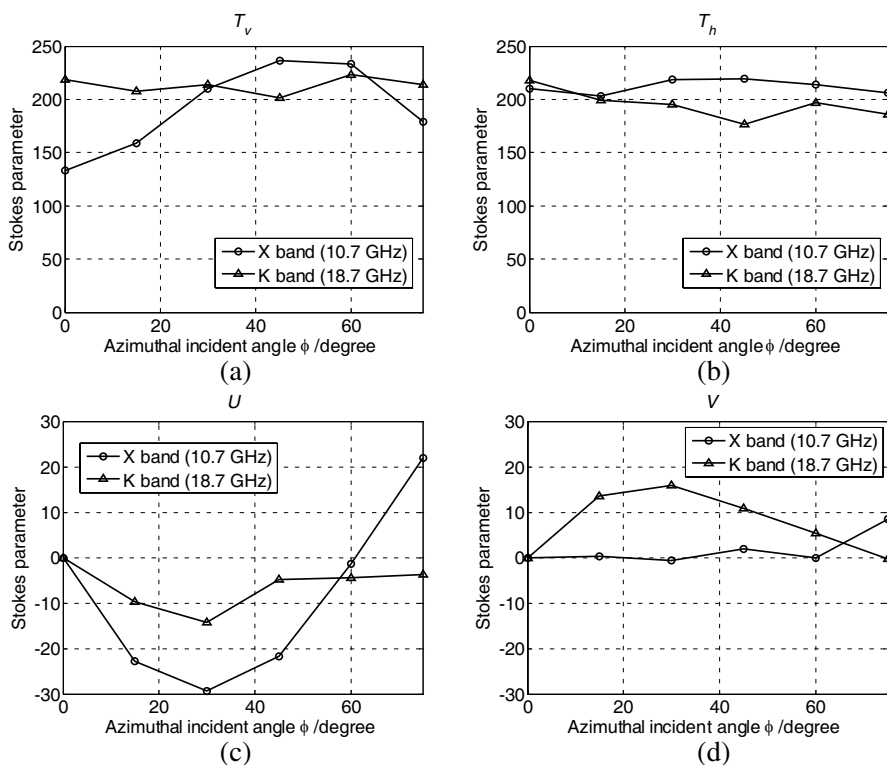 T_v
250
200
150
100
50
0
Stokes parameter
X band (10.7 GHz)
K band (18.7 GHz)
0 20 40 60
Azimuthal incident angle ϕ /degree
(a)
T_h
250
200
150
100
50
0
Stokes parameter
X band (10.7 GHz)
K band (18.7 GHz)
0 20 40 60
Azimuthal incident angle ϕ /degree
(b)
U
30
20
10
0
-10
-20
-30
Stokes parameter
X band (10.7 GHz)
K band (18.7 GHz)
0 20 40 60
Azimuthal incident angle ϕ /degree
(c)
V
30
20
10
0
-10
-20
-30
Stokes parameter
X band (10.7 GHz)
K band (18.7 GHz)
0 20 40 60
Azimuthal incident angle ϕ /degree
(d)